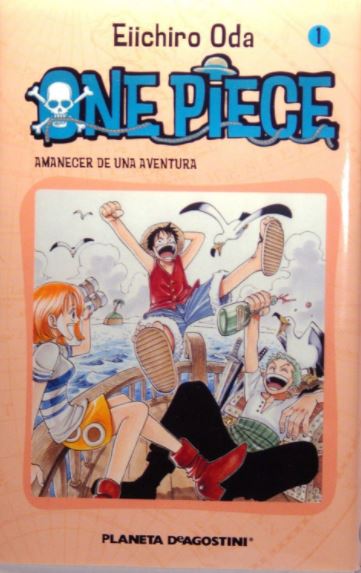 Eiichiro Oda
1
ONE PIECE
AMANECER DE UNA AVENTURA
PLANETA DeAGOSTINI